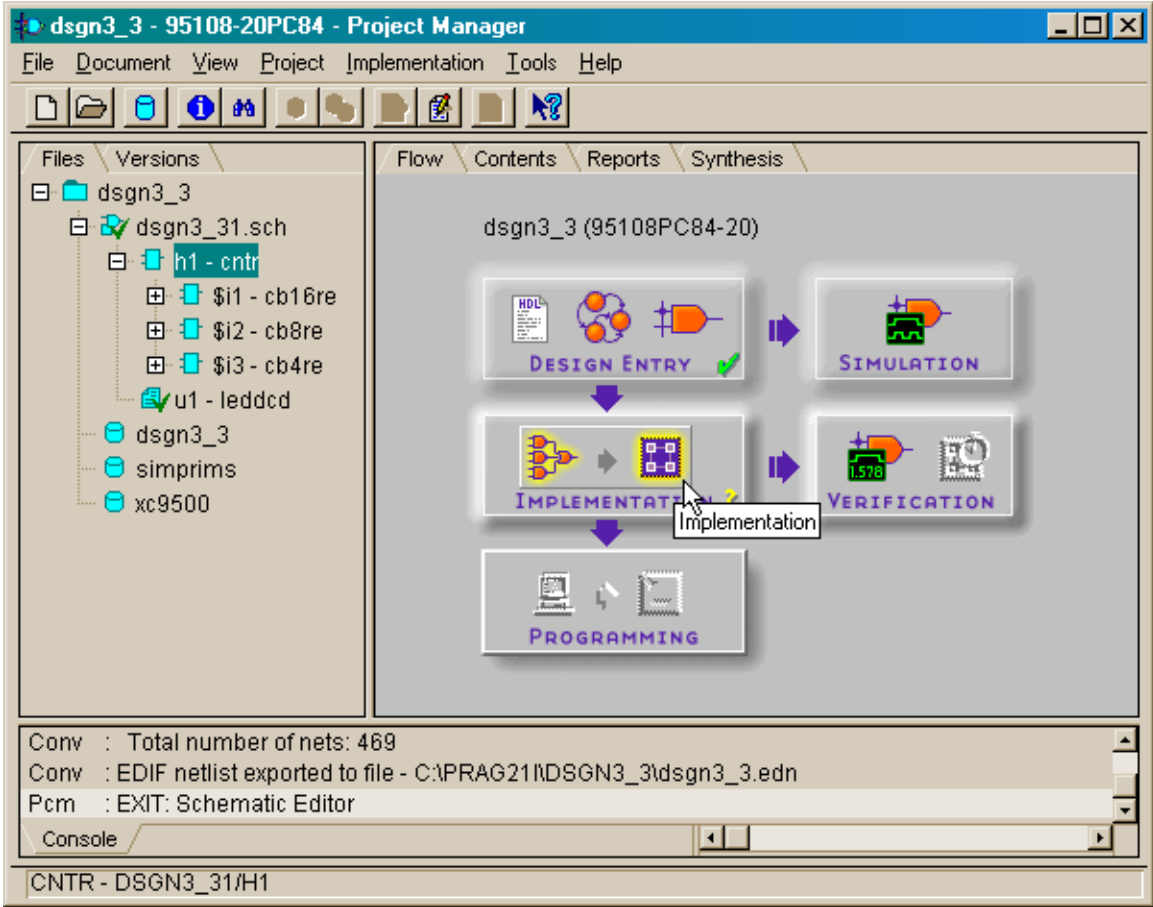 dsgn3_3 - 95108-20PC84 - Project Manager
File Document View Project Implementation Tools Help
Files Versions
dsgn3_3
dsgn3_31.sch
h1 - cntr
$i1 - cb16re
$i2 - cb8re
$i3 - cb4re
u1 - leddcd
dsgn3_3
simprims
xc9500
Flow Contents Reports Synthesis
dsgn3_3 (95108PC84-20)
HDL
DESIGN ENTRY
SIMULATION
IMPLEMENTAT
1.578
VERIFICATION
Implementation
PROGRAMMING
Conv : Total number of nets: 469
Conv : EDIF netlist exported to file - C:\PRAG21I\DSGN3_3\dsgn3_3.edn
Pcm : EXIT: Schematic Editor
Console
CNTR - DSGN3_31/H1